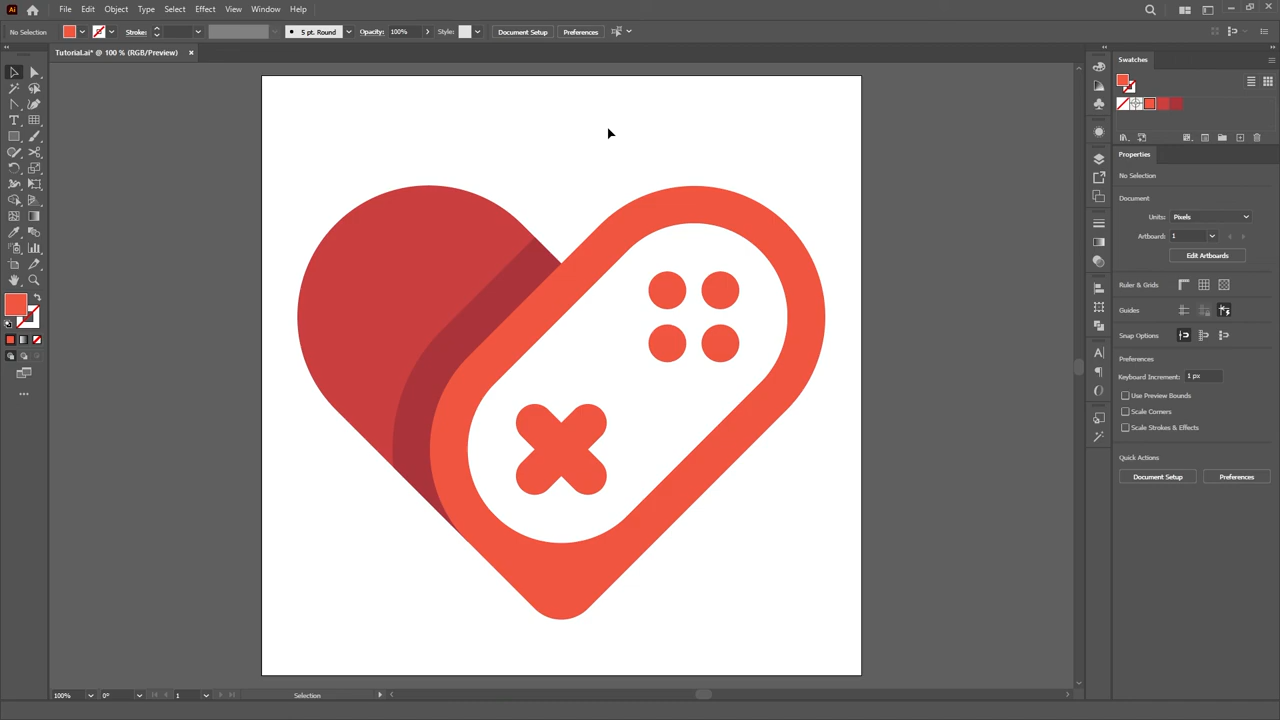 Ai File Edit Object Type Select Effect View Window Help
No Selection Stroke: 5 pt. Round Opacity: 100% Style: Document Setup Preferences
Tutorial.ai* @ 100 % (RGB/Preview) ×
Swatches
Properties
No Selection
Document
Units: Pixels
Artboard: 1
Edit Artboards
Ruler & Grids
Guides
Snap Options
Preferences
Keyboard Increment: 1 px
Use Preview Bounds
Scale Corners
Scale Strokes & Effects
Quick Actions
Document Setup Preferences
100% 0° 1 Selection